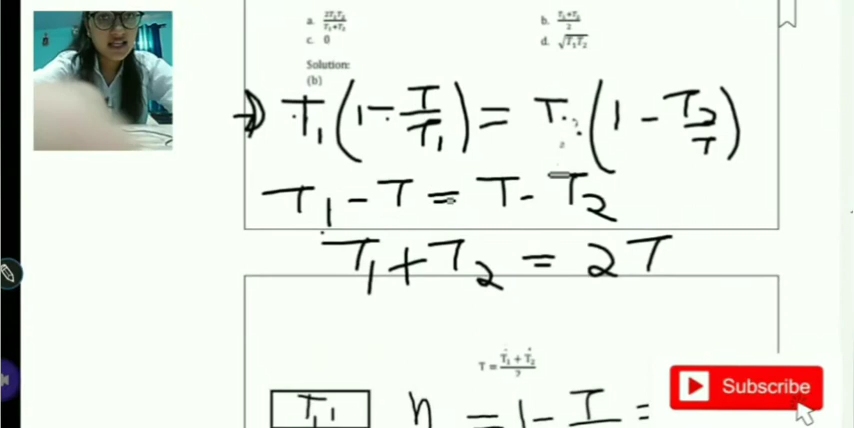 a. 2T₁T₂/T₁+T₂
b. T₁+T₂/2
c. 0
d. √T₁T₂
Solution:
(b)
⇒ T₁(1-T/T₁) = T(1-T₂/T)
T₁-T = T-T₂
T₁+T₂ = 2T
T = T₁+T₂/2
T₁
η = 1-T/ =
Subscribe